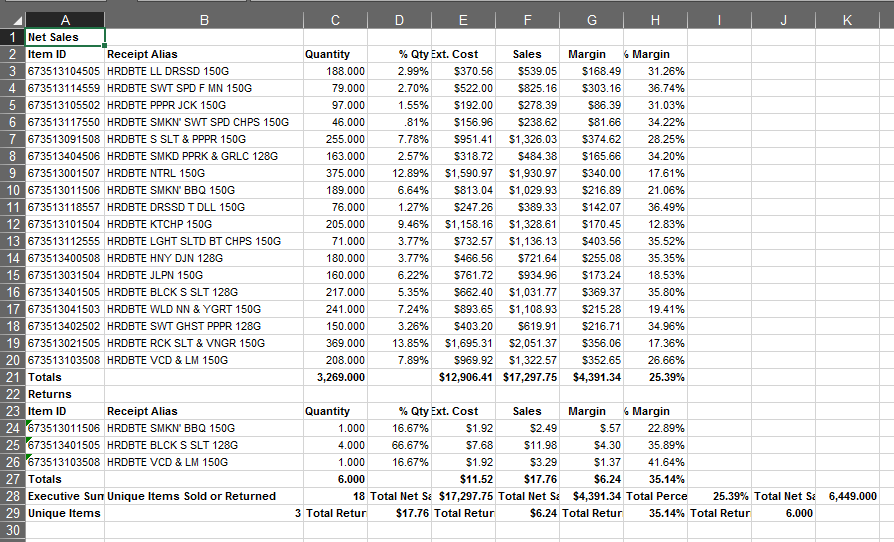 A B C D E F G H I J K
1 Net Sales
2 Item ID Receipt Alias Quantity % Qty Ext. Cost Sales Margin % Margin
3 673513104505 HRDBTE LL DRSSD 150G 188.000 2.99% $370.56 $539.05 $168.49 31.26%
4 673513114559 HRDBTE SWT SPD F MN 150G 79.000 2.70% $522.00 $825.16 $303.16 36.74%
5 673513105502 HRDBTE PPPR JCK 150G 97.000 1.55% $192.00 $278.39 $86.39 31.03%
6 673513117550 HRDBTE SMKN' SWT SPD CHPS 150G 46.000 .81% $156.96 $238.62 $81.66 34.22%
7 673513091508 HRDBTE S SLT & PPPR 150G 255.000 7.78% $951.41 $1,326.03 $374.62 28.25%
8 673513404506 HRDBTE SMKD PPRK & GRLC 128G 163.000 2.57% $318.72 $484.38 $165.66 34.20%
9 673513001507 HRDBTE NTRL 150G 375.000 12.89% $1,590.97 $1,930.97 $340.00 17.61%
10 673513011506 HRDBTE SMKN' BBQ 150G 189.000 6.64% $813.04 $1,029.93 $216.89 21.06%
11 673513118557 HRDBTE DRSSD T DLL 150G 76.000 1.27% $247.26 $389.33 $142.07 36.49%
12 673513101504 HRDBTE KTCHP 150G 205.000 9.46% $1,158.16 $1,328.61 $170.45 12.83%
13 673513112555 HRDBTE LGHT SLTD BT CHPS 150G 71.000 3.77% $732.57 $1,136.13 $403.56 35.52%
14 673513400508 HRDBTE HNY DJN 128G 180.000 3.77% $466.56 $721.64 $255.08 35.35%
15 673513031504 HRDBTE JLPN 150G 160.000 6.22% $761.72 $934.96 $173.24 18.53%
16 673513401505 HRDBTE BLCK S SLT 128G 217.000 5.35% $662.40 $1,031.77 $369.37 35.80%
17 673513041503 HRDBTE WLD NN & YGRT 150G 241.000 7.24% $893.65 $1,108.93 $215.28 19.41%
18 673513402502 HRDBTE SWT GHST PPPR 128G 150.000 3.26% $403.20 $619.91 $216.71 34.96%
19 673513021505 HRDBTE RCK SLT & VNGR 150G 369.000 13.85% $1,695.31 $2,051.37 $356.06 17.36%
20 673513103508 HRDBTE VCD & LM 150G 208.000 7.89% $969.92 $1,322.57 $352.65 26.66%
21 Totals 3,269.000 $12,906.41 $17,297.75 $4,391.34 25.39%
22 Returns
23 Item ID Receipt Alias Quantity % Qty Ext. Cost Sales Margin % Margin
24 673513011506 HRDBTE SMKN' BBQ 150G 1.000 16.67% $1.92 $2.49 $.57 22.89%
25 673513401505 HRDBTE BLCK S SLT 128G 4.000 66.67% $7.68 $11.98 $4.30 35.89%
26 673513103508 HRDBTE VCD & LM 150G 1.000 16.67% $1.92 $3.29 $1.37 41.64%
27 Totals 6.000 $11.52 $17.76 $6.24 35.14%
28 Executive Sum Unique Items Sold or Returned 18 Total Net Sa $17,297.75 Total Net Sa $4,391.34 Total Perce 25.39% Total Net Sa 6,449.000
29 Unique Items 3 Total Retur $17.76 Total Retur $6.24 Total Retur 35.14% Total Retur 6.000
30